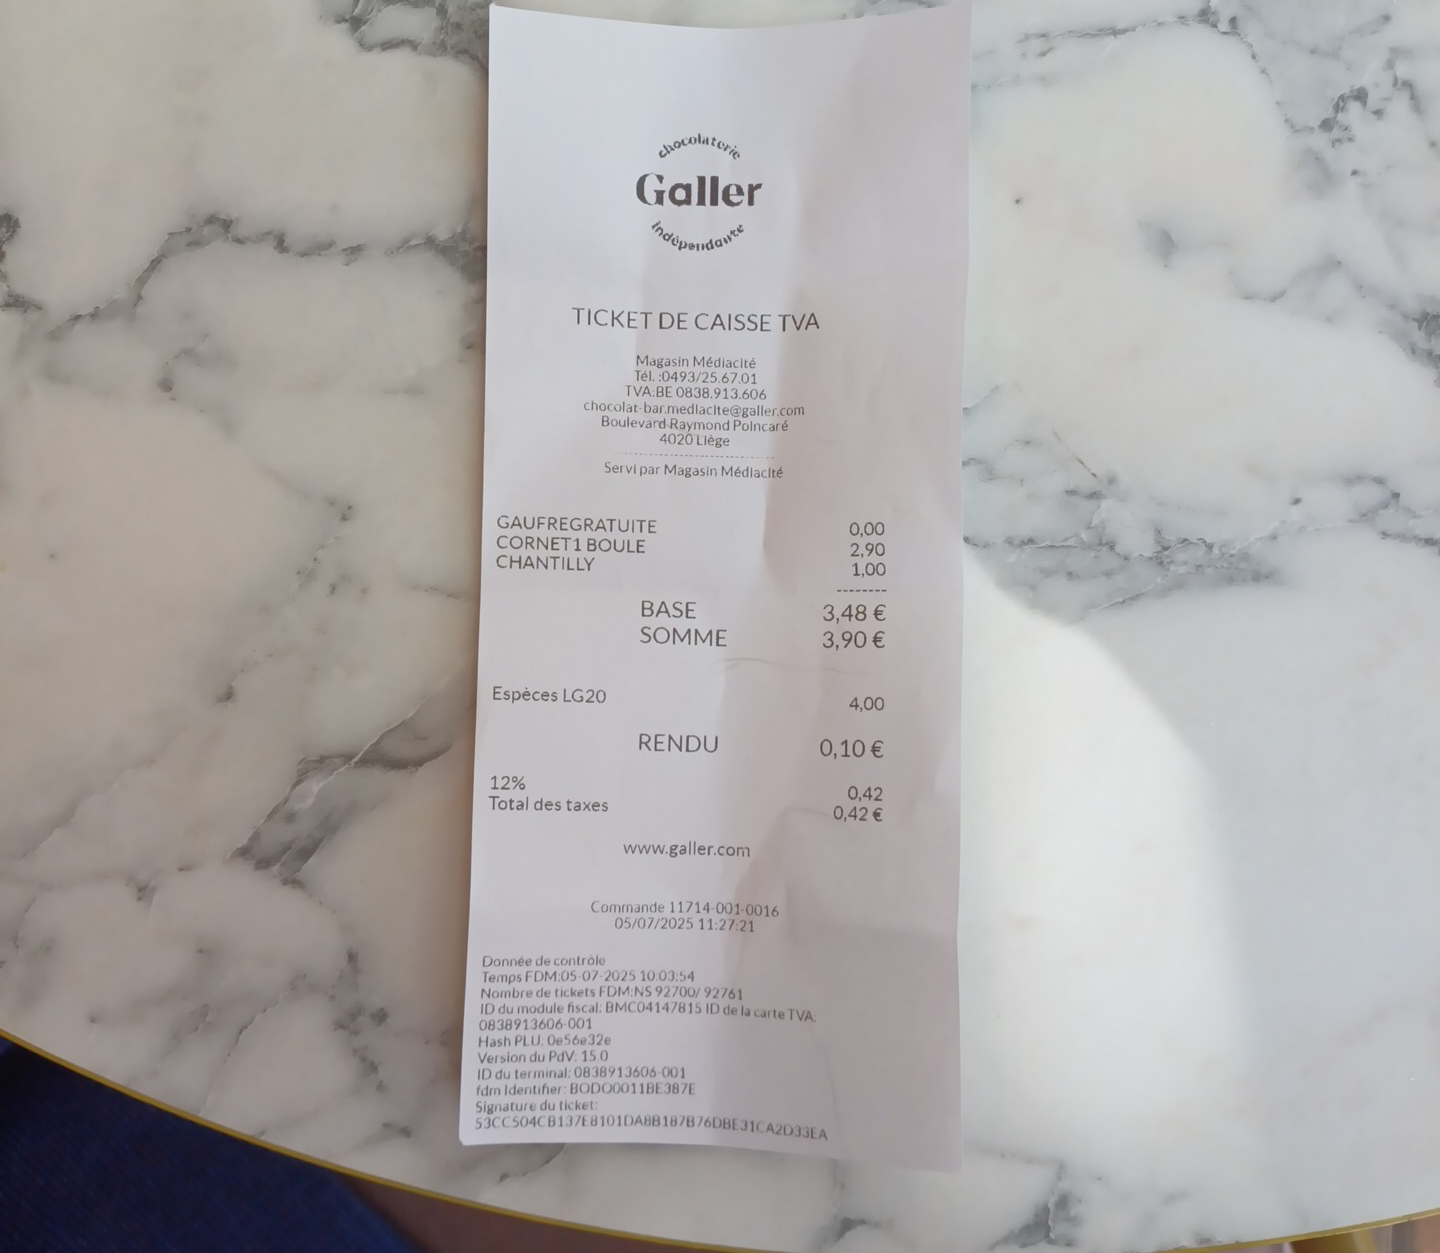 chocolaterie
Galler
indépendante
TICKET DE CAISSE TVA
Magasin Médiacité
Tél. :0493/25.67.01
TVA:BE 0838.913.606
chocolat-bar.mediacite@galler.com
Boulevard Raymond Poincaré
4020 Liège
Servi par Magasin Médiacité
GAUFREGRATUITE 0,00
CORNET1 BOULE 2,90
CHANTILLY 1,00
BASE 3,48 €
SOMME 3,90 €
Espèces LG20 4,00
RENDU 0,10 €
12% 0,42
Total des taxes 0,42 €
www.galler.com
Commande 11714-001-0016
05/07/2025 11:27:21
Donnée de contrôle
Temps FDM:05-07-2025 10:03:54
Nombre de tickets FDM:NS 92700/ 92761
ID du module fiscal: BMC04147815 ID de la carte TVA:
0838913606-001
Hash PLU: 0e56e32e
Version du PdV: 15.0
ID du terminal: 0838913606-001
fdm Identifier: BODO0011BE387E
Signature du ticket:
53CC504CB137E8101DA8B187B76DBE31CA2D33EA